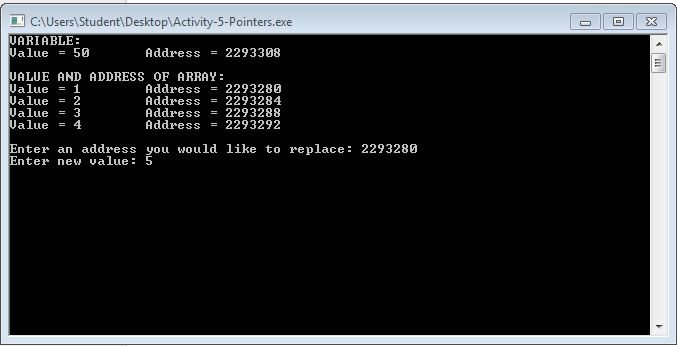 C:\Users\Student\Desktop\Activity-5-Pointers.exe
VARIABLE:
Value = 50 Address = 2293308
VALUE AND ADDRESS OF ARRAY:
Value = 1 Address = 2293280
Value = 2 Address = 2293284
Value = 3 Address = 2293288
Value = 4 Address = 2293292
Enter an address you would like to replace: 2293280
Enter new value: 5